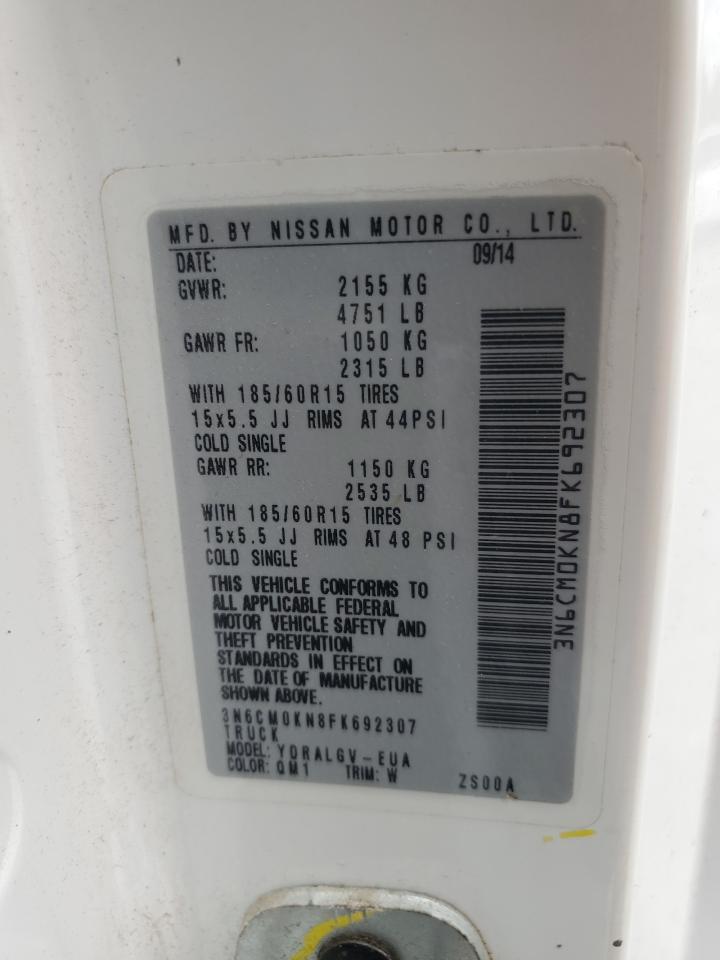 MFD. BY NISSAN MOTOR CO., LTD.
DATE: 09/14
GVWR: 2155 KG
4751 LB
GAWR FR: 1050 KG
2315 LB
WITH 185/60R15 TIRES
15x5.5 JJ RIMS AT 44PSI
COLD SINGLE
GAWR RR: 1150 KG
2535 LB
WITH 185/60R15 TIRES
15x5.5 JJ RIMS AT 48 PSI
COLD SINGLE
THIS VEHICLE CONFORMS TO
ALL APPLICABLE FEDERAL
MOTOR VEHICLE SAFETY AND
THEFT PREVENTION
STANDARDS IN EFFECT ON
THE DATE OF MANUFACTURE
SHOWN ABOVE.
3N6CM0KN8FK692307
TRUCK
MODEL: YQRALGV-EUA
COLOR: QM1 TRIM: W ZS00A
3N6CM0KN8FK692307